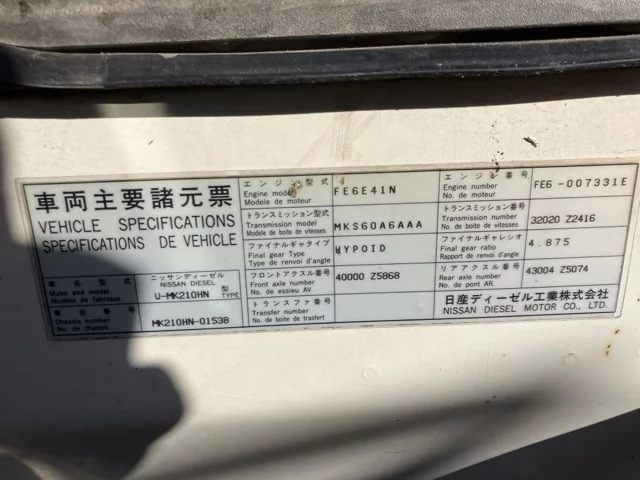 車両主要諸元票
VEHICLE SPECIFICATIONS
SPECIFICATIONS DE VEHICLE
車名
Make and model
Modèle de fabrique
ニッサンディーゼル
NISSAN DIESEL
U-MK210HN
型
TYPE
車台番号
Chassis number
No. de chassis
MK210HN-01538
エンジン型式
Engine model
Modèle de moteur
FE6E41N
トランスミッション型式
Transmission model
Modèle de boîte de vitesses
MKS60A6AAA
ファイナルギヤタイプ
Final gear Type
Type de renvoi d'angle
HYPOID
フロントアクスル番号
Front axle number
No. de essieu AV
40000 Z5868
トランスファ番号
Transfer number
No. de boîte de trasfert
エンジン番号
Engine number
No. de moteur
FE6-007331E
トランスミッション番号
Transmission number
No. de boîte de vitesses
32020 Z2416
ファイナルギャレシオ
Final gear ratio
Rapport de renvoi d'angle
4.875
リアアクスル番号
Rear axle number
No. de pont AR.
43004 Z5074
日産ディーゼル工業株式会社
NISSAN DIESEL MOTOR CO., LTD.